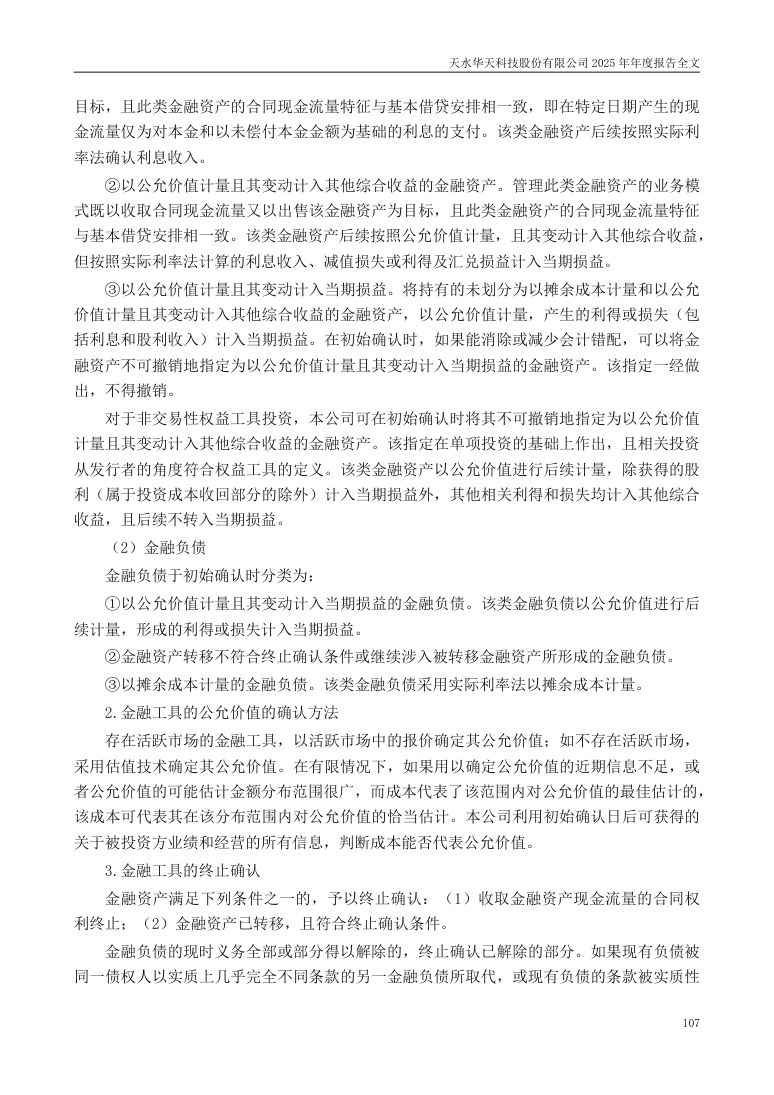 天水华天科技股份有限公司 2025 年年度报告全文
目标，且此类金融资产的合同现金流量特征与基本借贷安排相一致，即在特定日期产生的现
金流量仅为对本金和以未偿付本金金额为基础的利息的支付。该类金融资产后续按照实际利
率法确认利息收入。
②以公允价值计量且其变动计入其他综合收益的金融资产。管理此类金融资产的业务模
式既以收取合同现金流量又以出售该金融资产为目标，且此类金融资产的合同现金流量特征
与基本借贷安排相一致。该类金融资产后续按照公允价值计量，且其变动计入其他综合收益，
但按照实际利率法计算的利息收入、减值损失或利得及汇兑损益计入当期损益。
③以公允价值计量且其变动计入当期损益。将持有的未划分为以摊余成本计量和以公允
价值计量且其变动计入其他综合收益的金融资产，以公允价值计量，产生的利得或损失（包
括利息和股利收入）计入当期损益。在初始确认时，如果能消除或减少会计错配，可以将金
融资产不可撤销地指定为以公允价值计量且其变动计入当期损益的金融资产。该指定一经做
出，不得撤销。
对于非交易性权益工具投资，本公司可在初始确认时将其不可撤销地指定为以公允价值
计量且其变动计入其他综合收益的金融资产。该指定在单项投资的基础上作出，且相关投资
从发行者的角度符合权益工具的定义。该类金融资产以公允价值进行后续计量，除获得的股
利（属于投资成本收回部分的除外）计入当期损益外，其他相关利得和损失均计入其他综合
收益，且后续不转入当期损益。
（2）金融负债
金融负债于初始确认时分类为：
①以公允价值计量且其变动计入当期损益的金融负债。该类金融负债以公允价值进行后
续计量，形成的利得或损失计入当期损益。
②金融资产转移不符合终止确认条件或继续涉入被转移金融资产所形成的金融负债。
③以摊余成本计量的金融负债。该类金融负债采用实际利率法以摊余成本计量。
2.金融工具的公允价值的确认方法
存在活跃市场的金融工具，以活跃市场中的报价确定其公允价值；如不存在活跃市场，
采用估值技术确定其公允价值。在有限情况下，如果用以确定公允价值的近期信息不足，或
者公允价值的可能估计金额分布范围很广，而成本代表了该范围内对公允价值的最佳估计的，
该成本可代表其在该分布范围内对公允价值的恰当估计。本公司利用初始确认日后可获得的
关于被投资方业绩和经营的所有信息，判断成本能否代表公允价值。
3.金融工具的终止确认
金融资产满足下列条件之一的，予以终止确认：（1）收取金融资产现金流量的合同权
利终止；（2）金融资产已转移，且符合终止确认条件。
金融负债的现时义务全部或部分得以解除的，终止确认已解除的部分。如果现有负债被
同一债权人以实质上几乎完全不同条款的另一金融负债所取代，或现有负债的条款被实质性
107